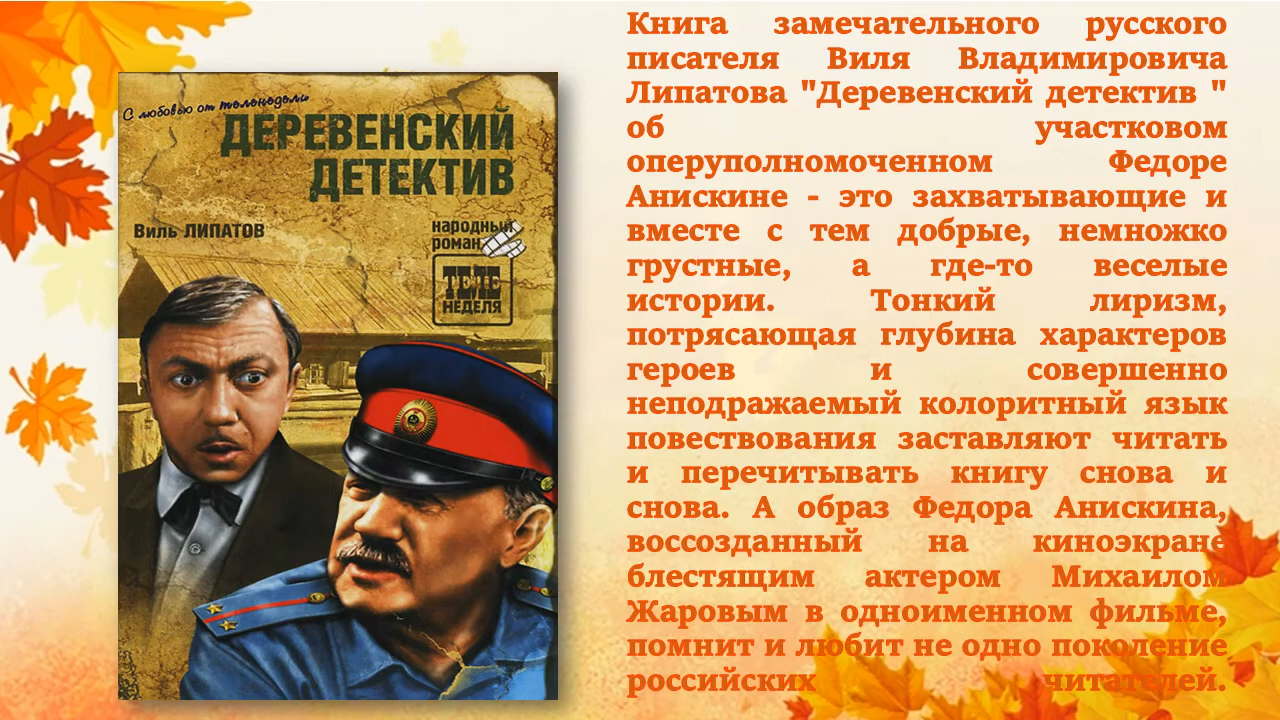 С любовью от теленедели
ДЕРЕВЕНСКИЙ
ДЕТЕКТИВ
Виль ЛИПАТОВ
народный
роман
ТЕЛЕ
НЕДЕЛЯ
Книга замечательного русского
писателя Виля Владимировича
Липатова "Деревенский детектив "
об участковом
оперуполномоченном Федоре
Анискине - это захватывающие и
вместе с тем добрые, немножко
грустные, а где-то веселые
истории. Тонкий лиризм,
потрясающая глубина характеров
героев и совершенно
неподражаемый колоритный язык
повествования заставляют читать
и перечитывать книгу снова и
снова. А образ Федора Анискина,
воссозданный на киноэкране
блестящим актером Михаилом
Жаровым в одноименном фильме,
помнит и любит не одно поколение
российских читателей.